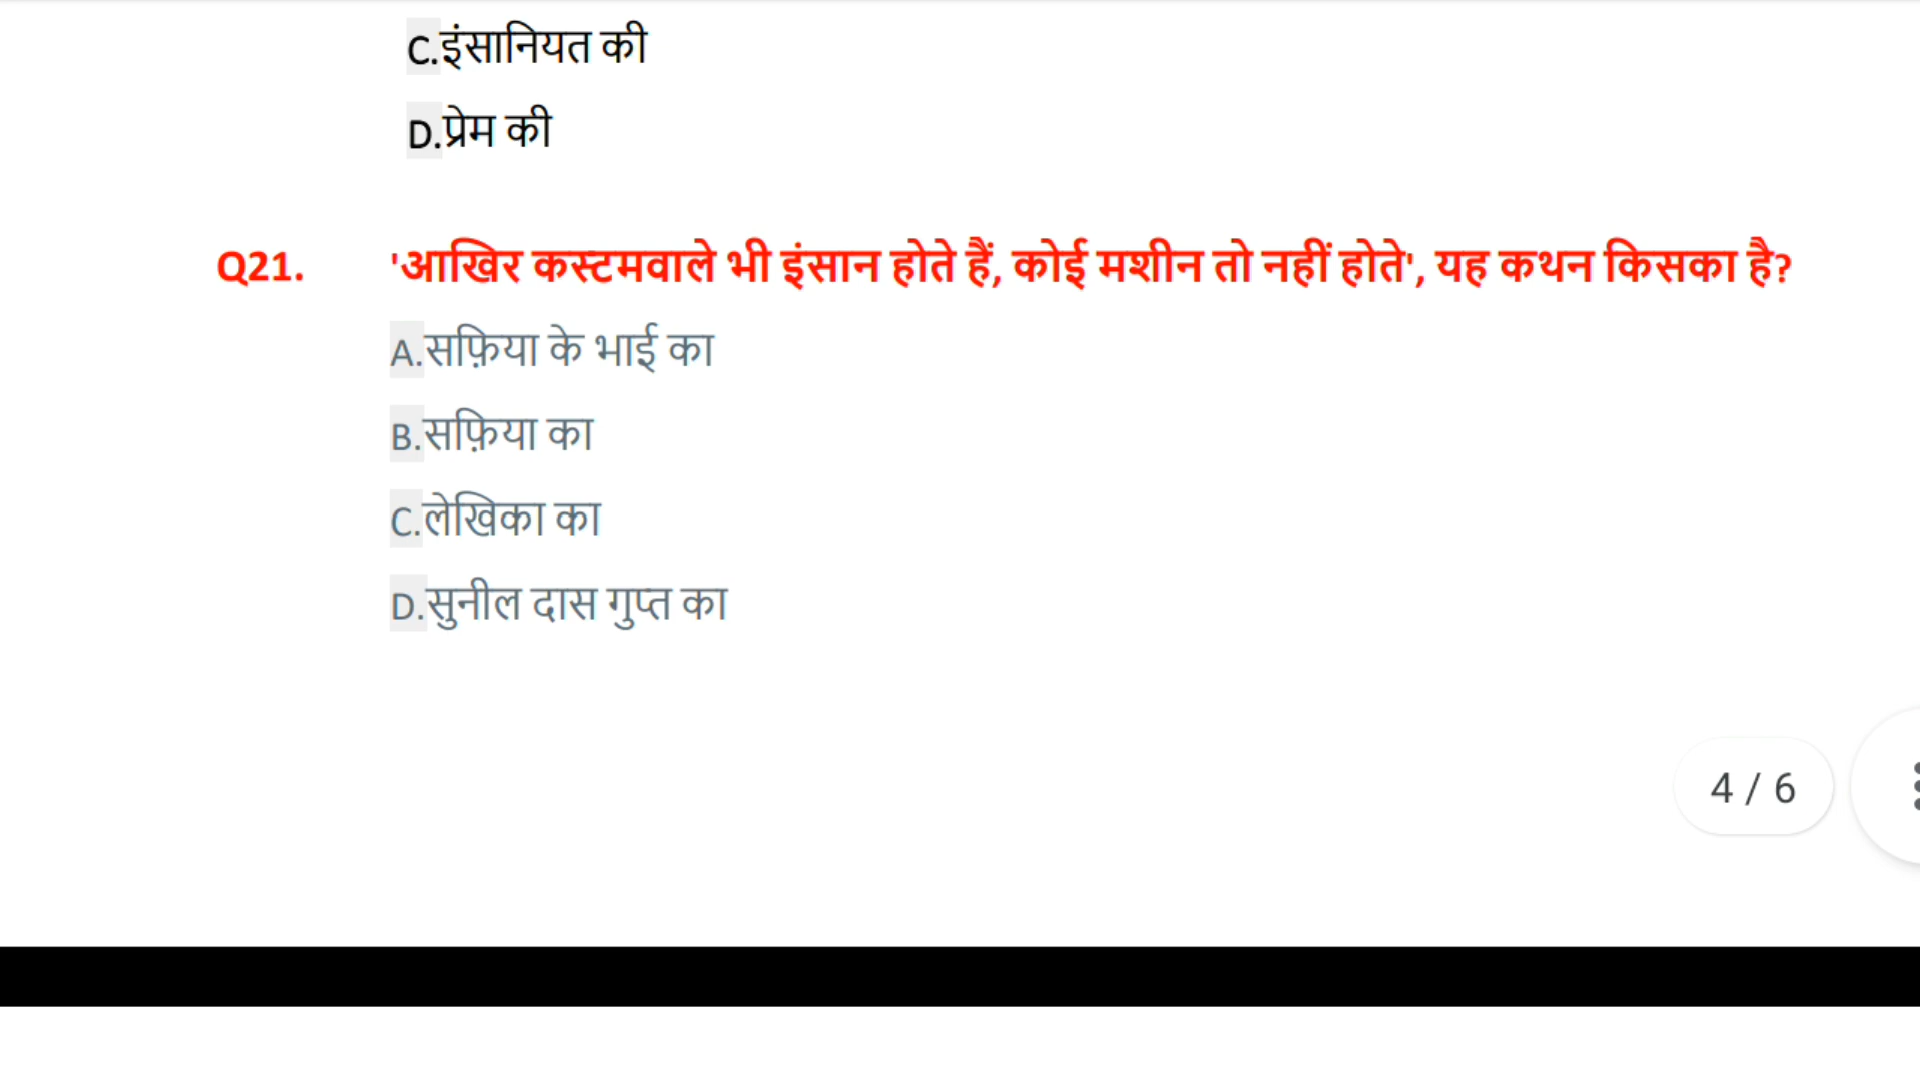 C.इंसानियत की
D.प्रेम की
Q21. 'आखिर कस्टमवाले भी इंसान होते हैं, कोई मशीन तो नहीं होते', यह कथन किसका है?
A.सफ़िया के भाई का
B.सफ़िया का
C.लेखिका का
D.सुनील दास गुप्त का
4 / 6